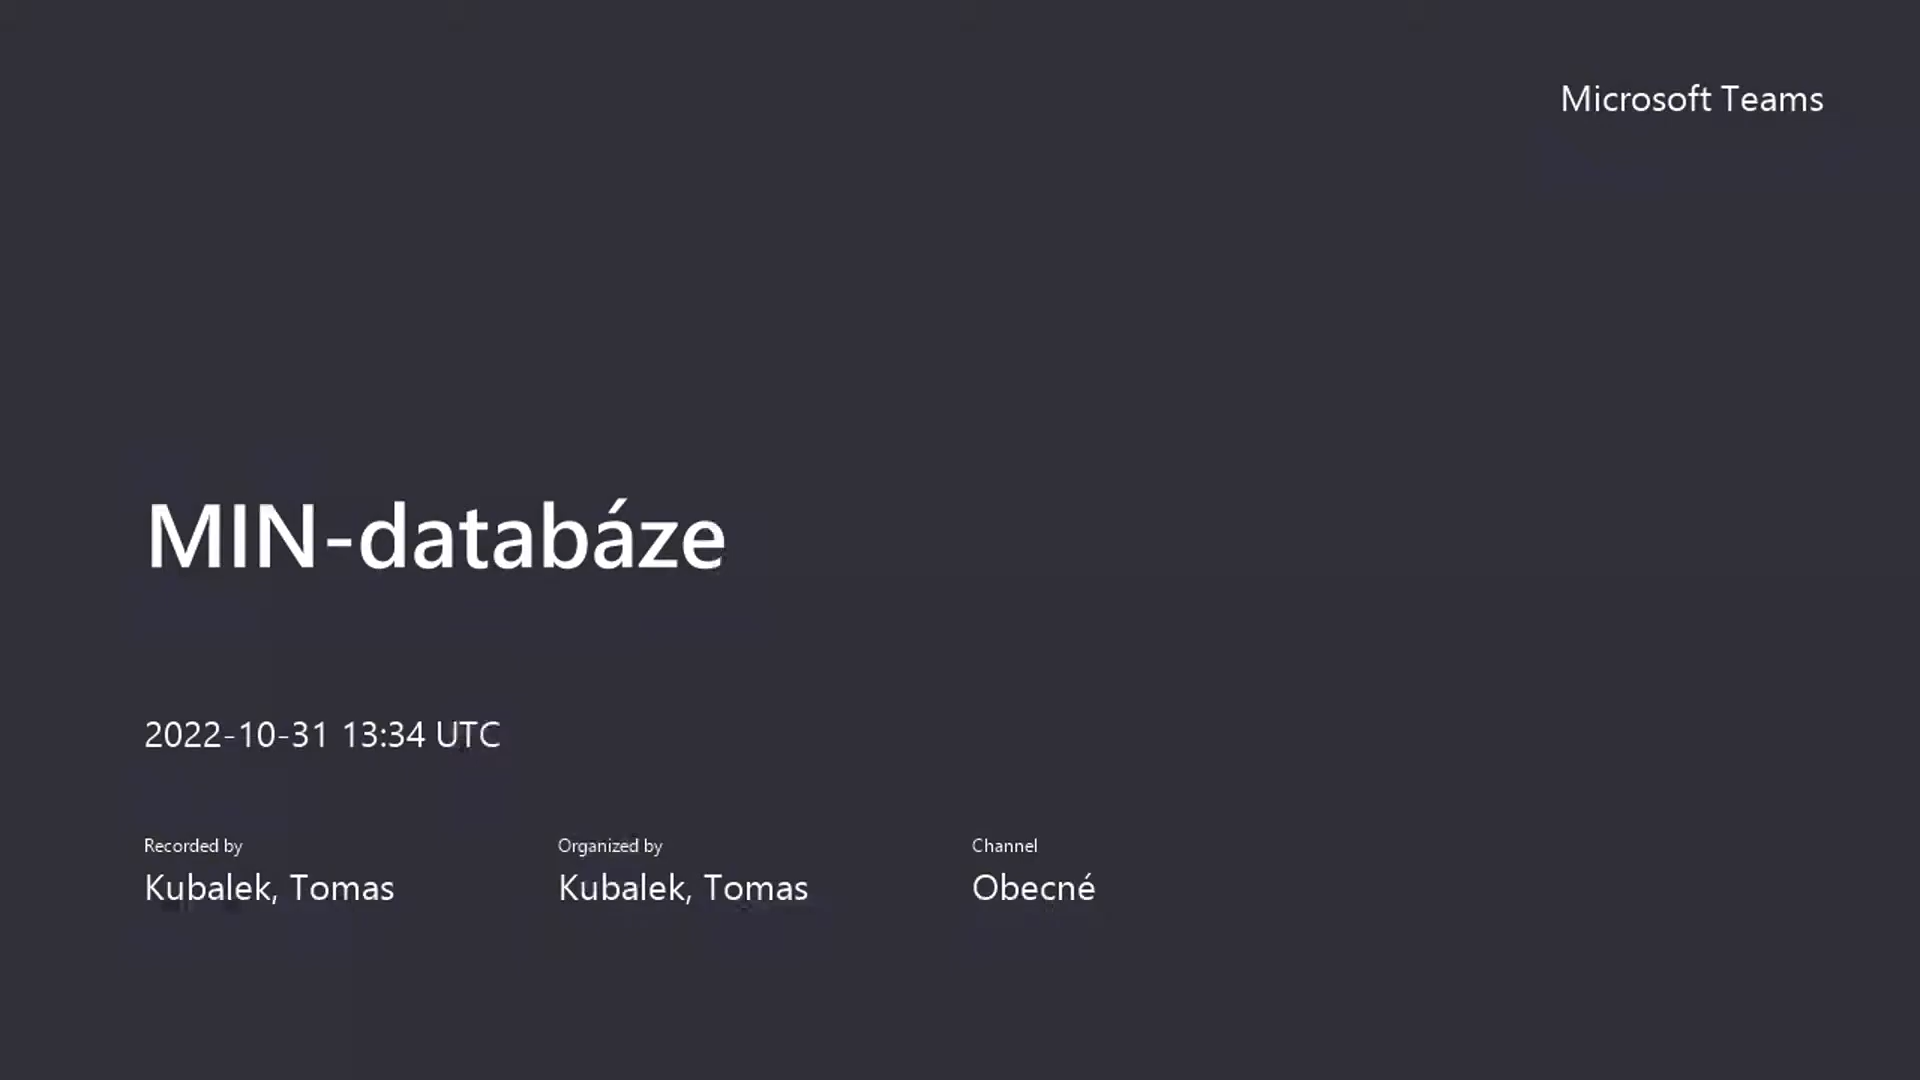 Microsoft Teams
MIN-databáze
2022-10-31 13:34 UTC
Recorded by
Kubalek, Tomas
Organized by
Kubalek, Tomas
Channel
Obecné